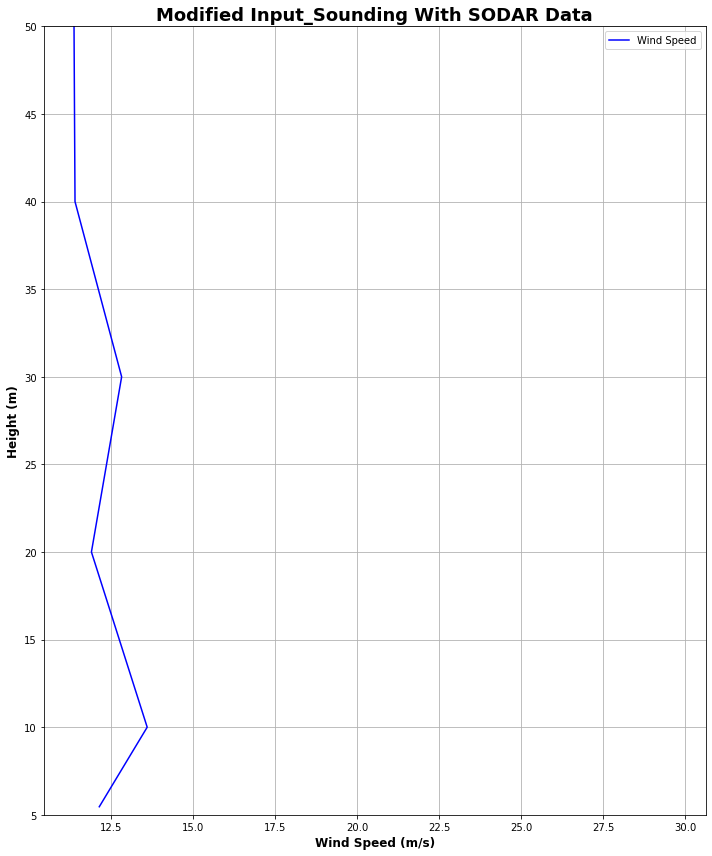 Modified Input_Sounding With SODAR Data
Wind Speed
50
45
40
35
30
25
20
15
10
5
Height (m)
12.5 15.0 17.5 20.0 22.5 25.0 27.5 30.0
Wind Speed (m/s)